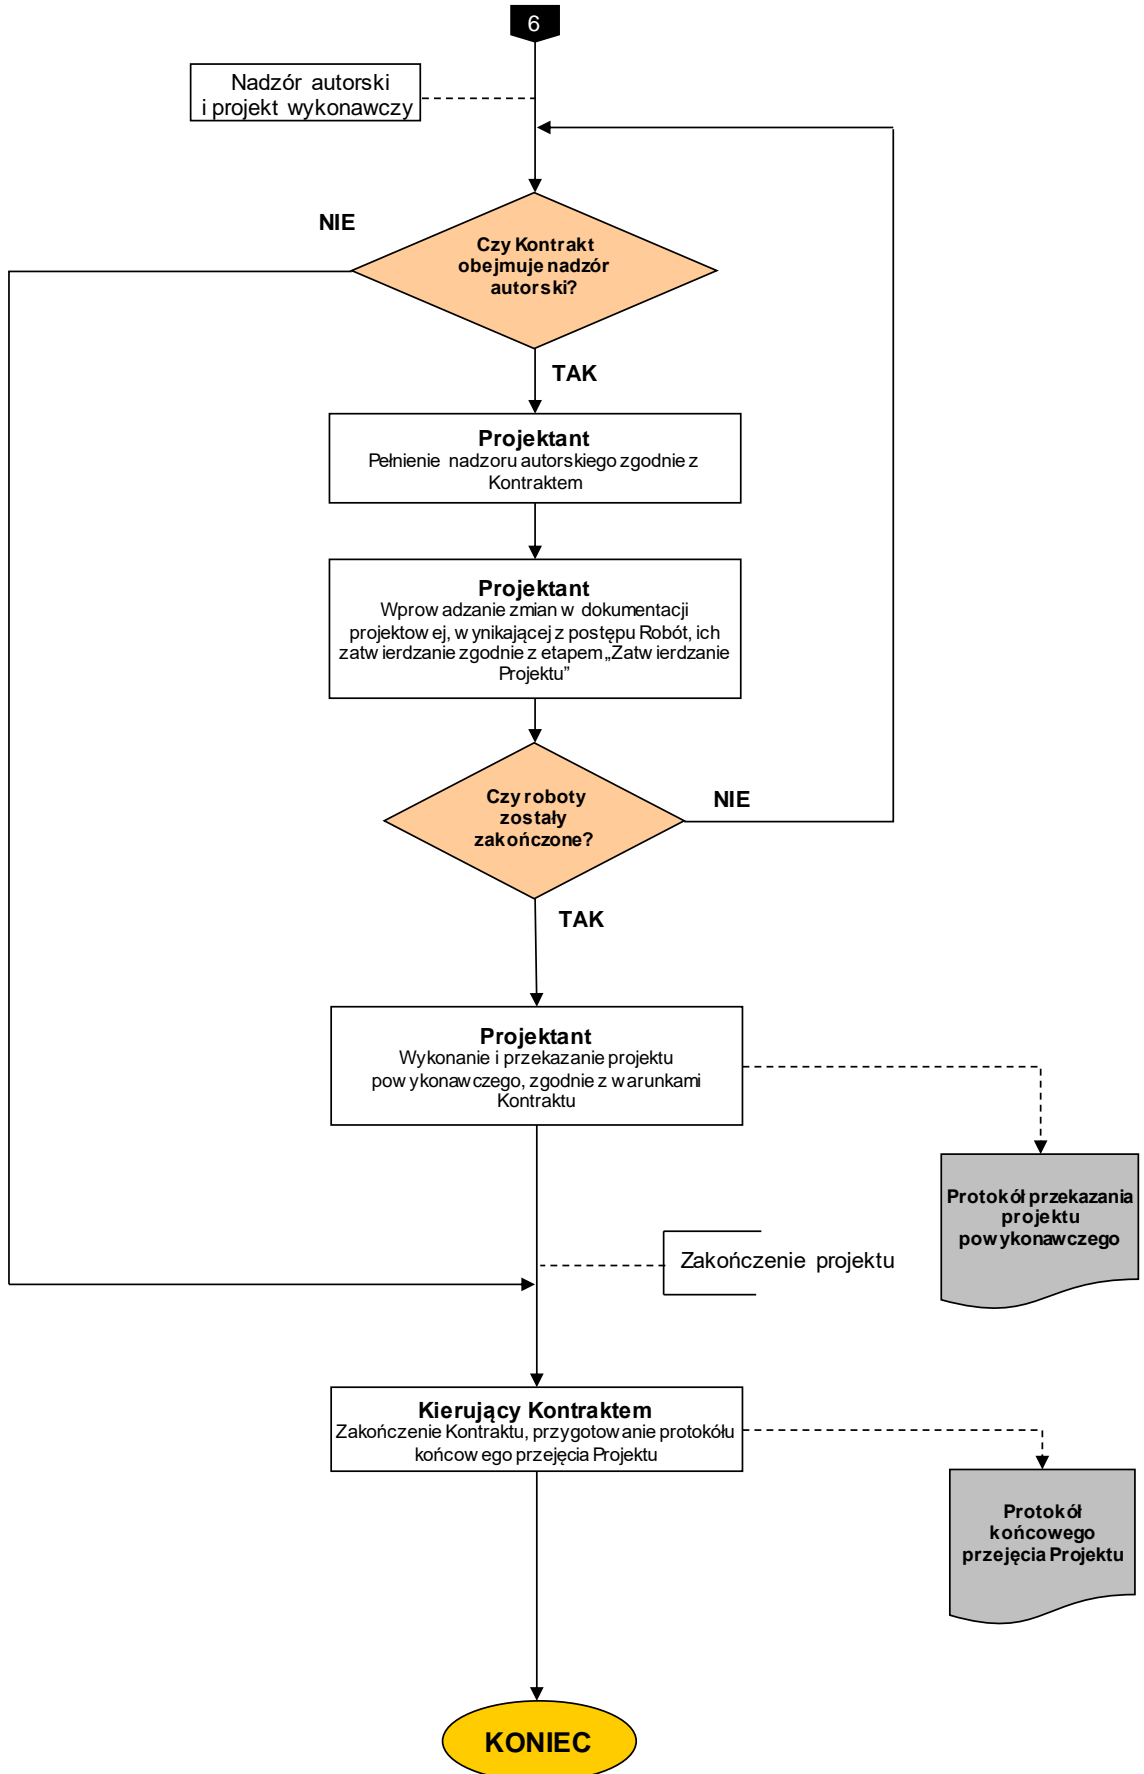 6
Nadzór autorski
i projekt wykonawczy
NIE
Czy Kontrakt
obejmuje nadzór
autorski?
TAK
Projektant
Pełnienie nadzoru autorskiego zgodnie z
Kontraktem
Projektant
Wprowadzanie zmian w dokumentacji
projektowej, wynikającej z postępu Robót, ich
zatwierdzanie zgodnie z etapem „Zatwierdzanie
Projektu”
Czy roboty
zostały
zakończone?
NIE
TAK
Projektant
Wykonanie i przekazanie projektu
powykonawczego, zgodnie z warunkami
Kontraktu
Protokół przekazania
projektu
powykonawczego
Zakończenie projektu
Kierujący Kontraktem
Zakończenie Kontraktu, przygotowanie protokółu
końcowego przejęcia Projektu
Protokół
końcowego
przejęcia Projektu
KONIEC